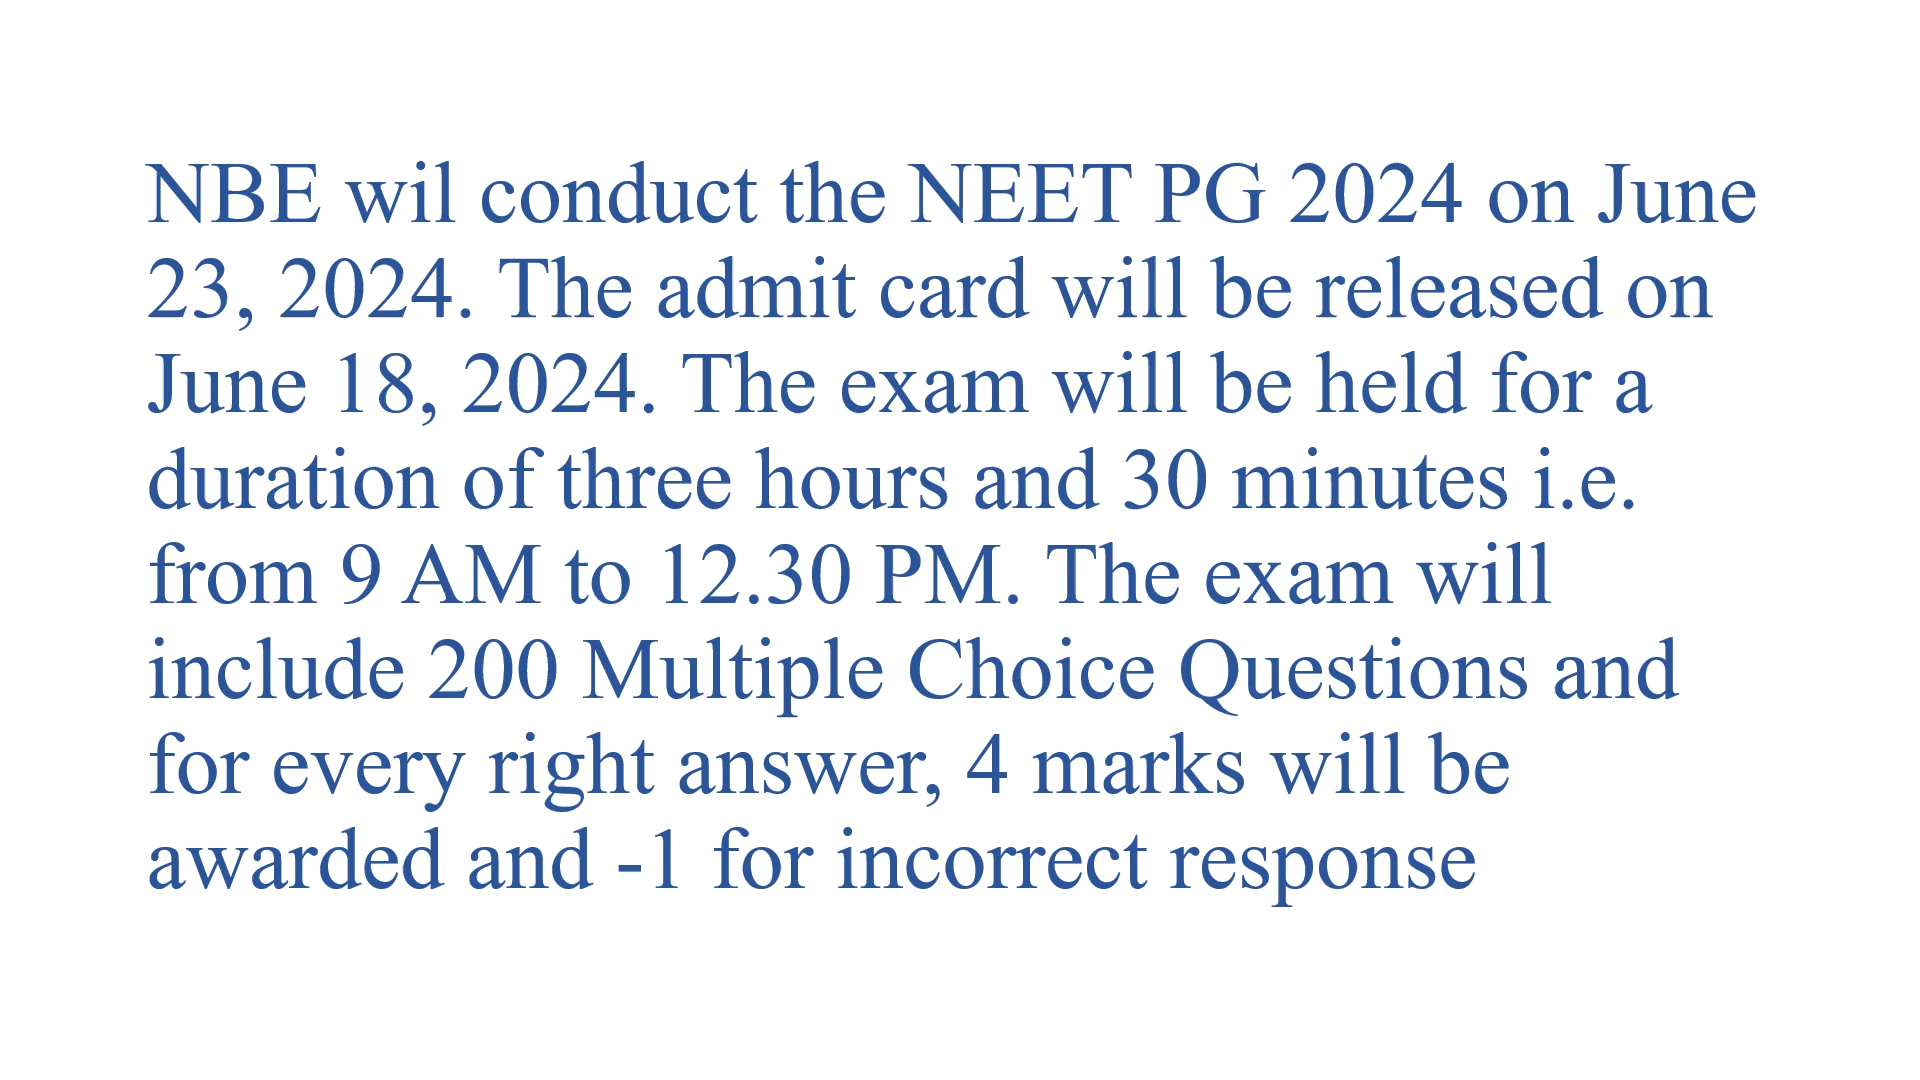 NBE wil conduct the NEET PG 2024 on June
23, 2024. The admit card will be released on
June 18, 2024. The exam will be held for a
duration of three hours and 30 minutes i.e.
from 9 AM to 12.30 PM. The exam will
include 200 Multiple Choice Questions and
for every right answer, 4 marks will be
awarded and -1 for incorrect response